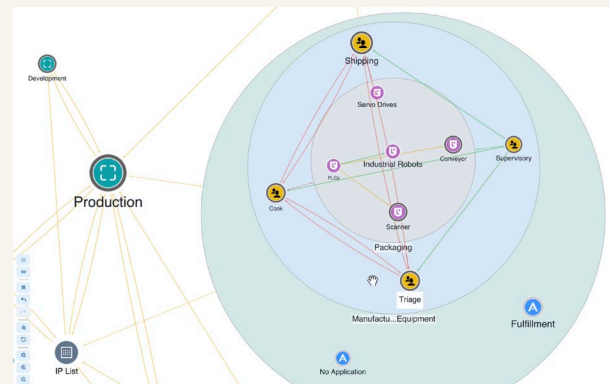 Shipping
Development
Servo Drives
Industrial Robots
Conveyor
Supervisory
PLCs
Production
Cook
Scanner
Packaging
Triage
Manufactu...Equipment
Fulfillment
IP List
No Application